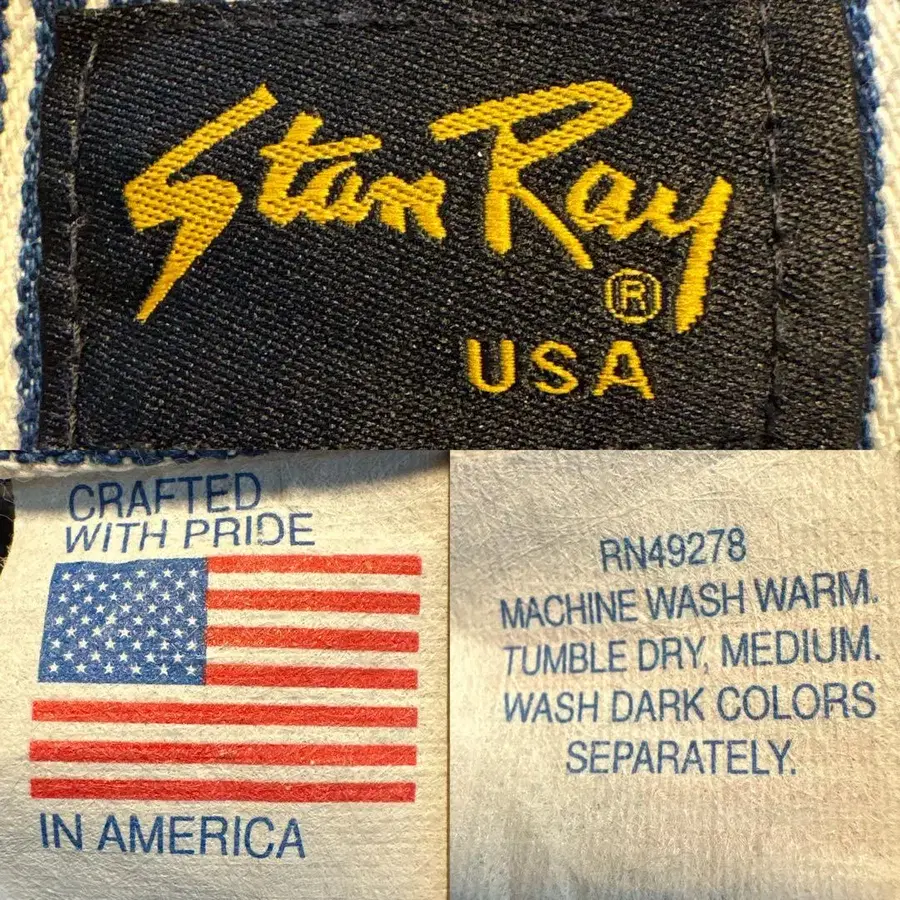 Stan Ray
®
USA
CRAFTED
WITH PRIDE
IN AMERICA
RN49278
MACHINE WASH WARM.
TUMBLE DRY, MEDIUM.
WASH DARK COLORS
SEPARATELY.